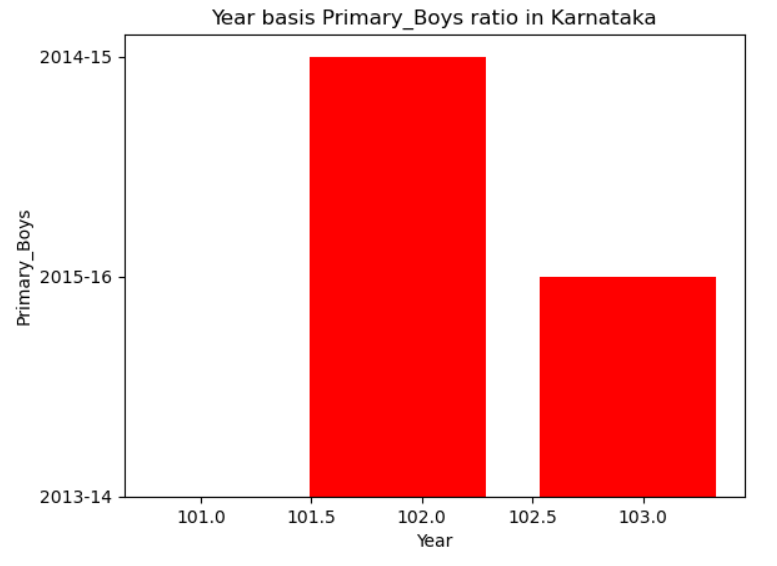 Year basis Primary_Boys ratio in Karnataka
2014-15
2015-16
2013-14
Primary_Boys
101.0 101.5 102.0 102.5 103.0
Year